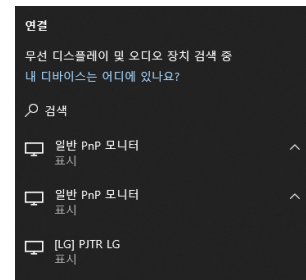 연결
무선 디스플레이 및 오디오 장치 검색 중
내 디바이스는 어디에 있나요?
검색
일반 PnP 모니터
표시
일반 PnP 모니터
표시
[LG] PJTR LG
표시